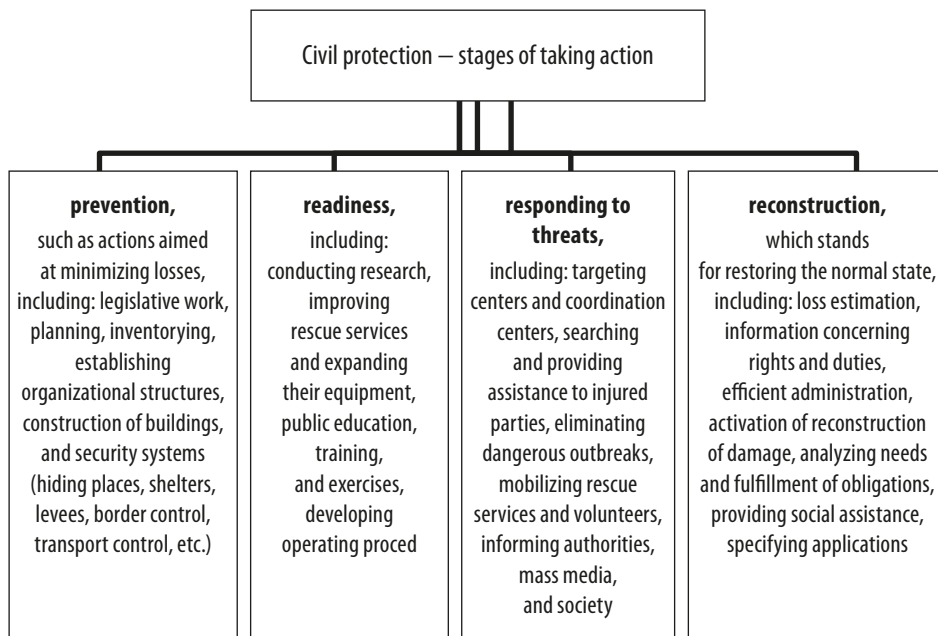 Civil protection – stages of taking action
prevention,
such as actions aimed
at minimizing losses,
including: legislative work,
planning, inventorying,
establishing
organizational structures,
construction of buildings,
and security systems
(hiding places, shelters,
levees, border control,
transport control, etc.)
readiness,
including:
conducting research,
improving
rescue services
and expanding
their equipment,
public education,
training,
and exercises,
developing
operating proced
responding to
threats,
including: targeting
centers and coordination
centers, searching
and providing
assistance to injured
parties, eliminating
dangerous outbreaks,
mobilizing rescue
services and volunteers,
informing authorities,
mass media,
and society
reconstruction,
which stands
for restoring the normal state,
including: loss estimation,
information concerning
rights and duties,
efficient administration,
activation of reconstruction
of damage, analyzing needs
and fulfillment of obligations,
providing social assistance,
specifying applications